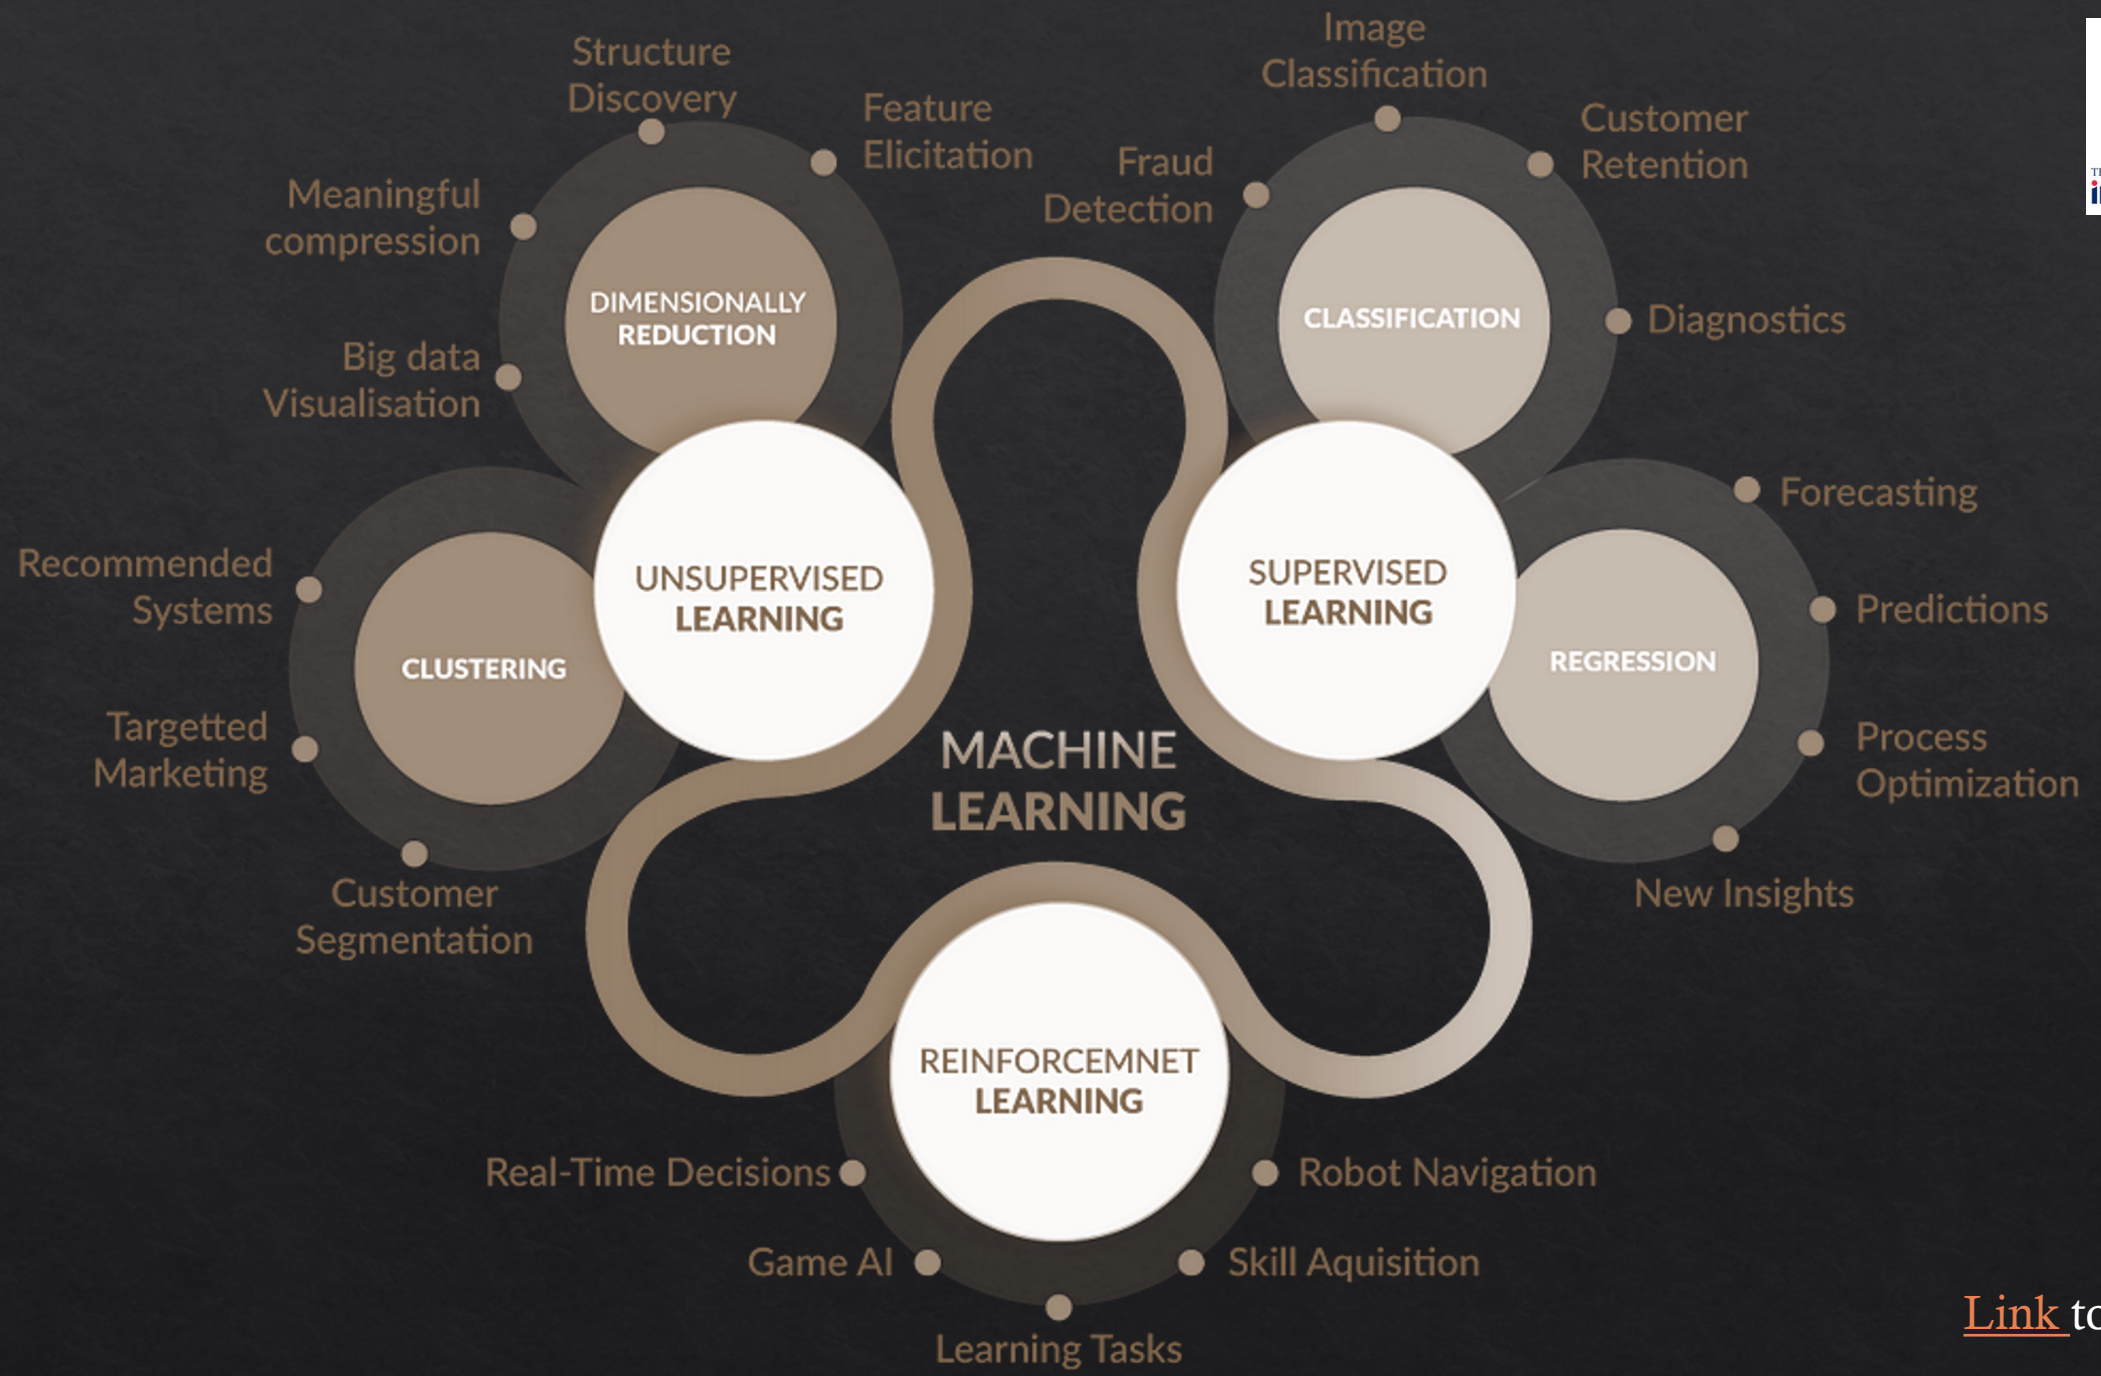 Structure
Discovery
Feature
Elicitation
Meaningful
compression
Big data
Visualisation
DIMENSIONALLY
REDUCTION
Image
Classification
Fraud
Detection
Customer
Retention
CLASSIFICATION
Diagnostics
Recommended
Systems
CLUSTERING
Targetted
Marketing
Customer
Segmentation
UNSUPERVISED
LEARNING
SUPERVISED
LEARNING
Forecasting
REGRESSION
Predictions
Process
Optimization
New Insights
MACHINE
LEARNING
REINFORCEMNET
LEARNING
Real-Time Decisions
Robot Navigation
Game AI
Skill Aquisition
Learning Tasks
Link to